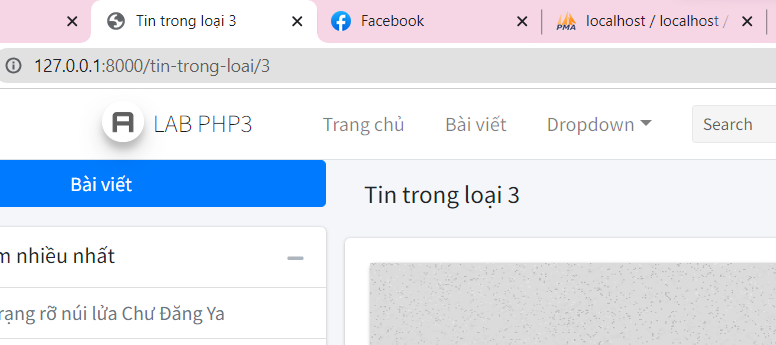 Tin trong loại 3
Facebook
localhost / localhost /
PMA
127.0.0.1:8000/tin-trong-loai/3
LAB PHP3
Trang chủ
Bài viết
Dropdown
Search
Bài viết
Tin trong loại 3
nhiều nhất
rạng rỡ núi lửa Chư Đăng Ya